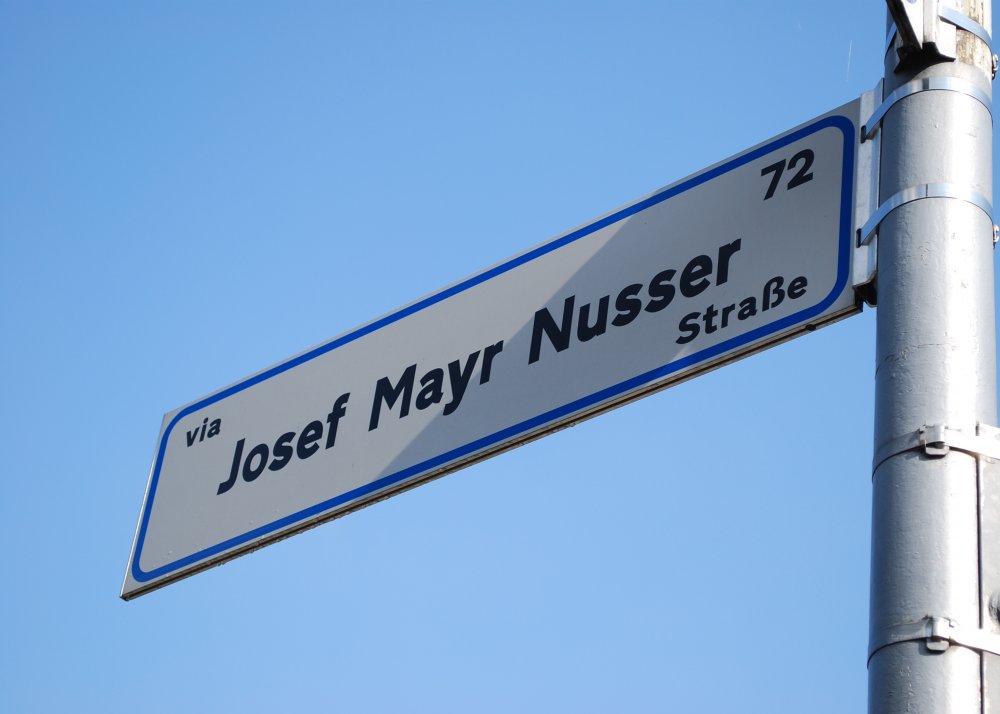 72
via
Josef Mayr Nusser
Straße